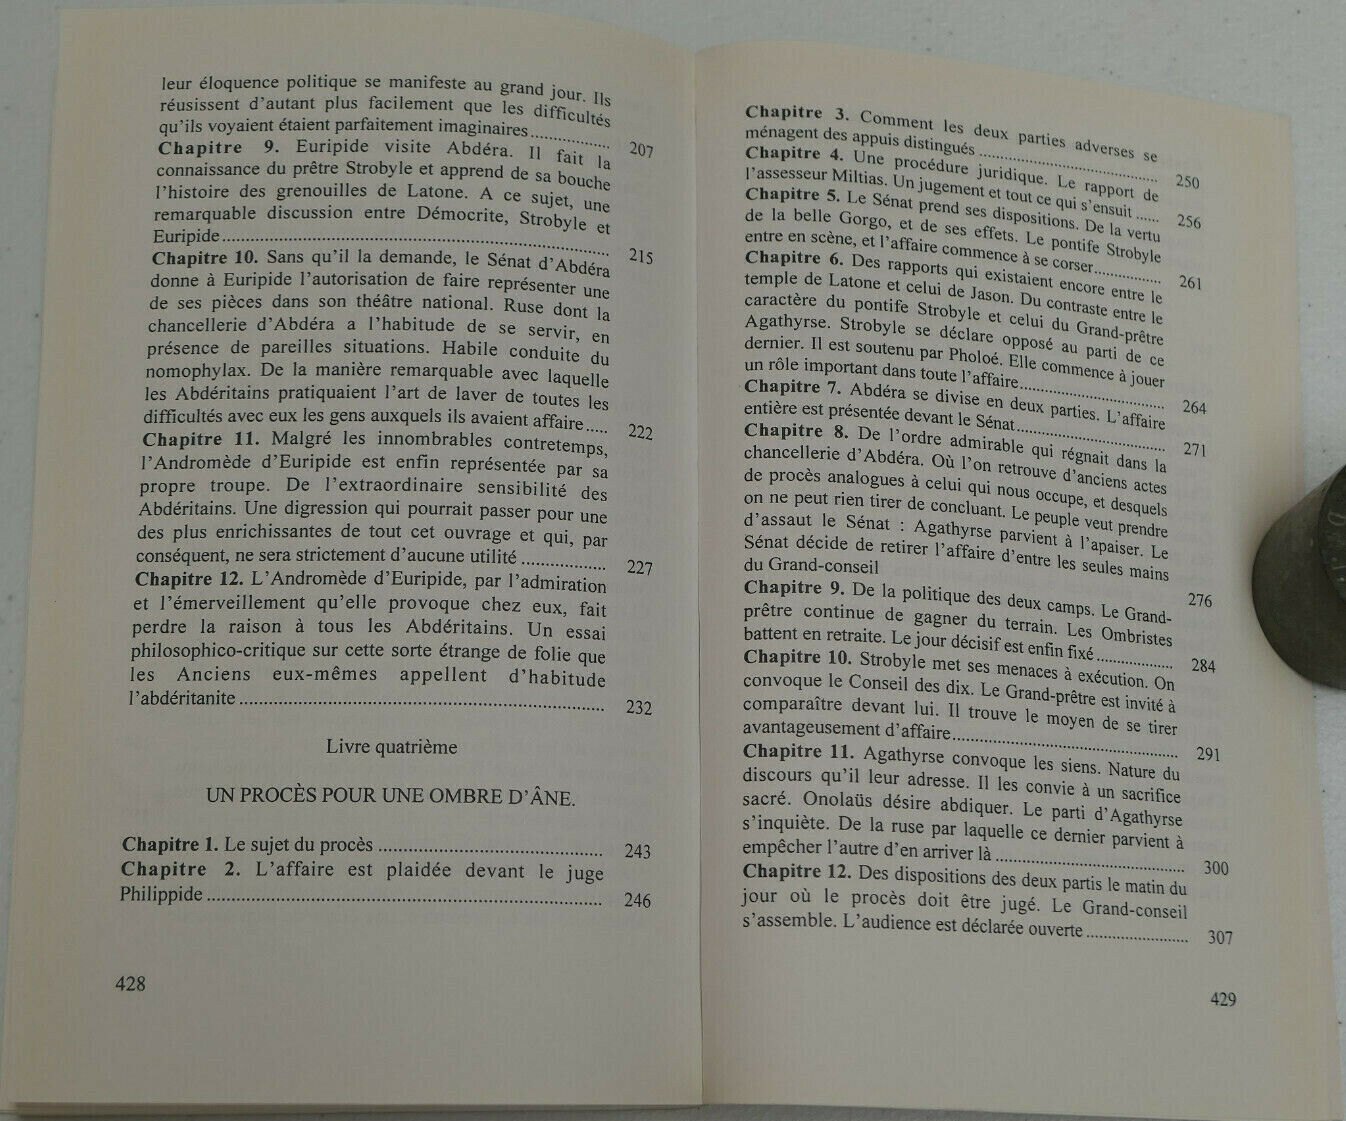 leur éloquence politique se manifeste au grand jour. Ils
réusissent d'autant plus facilement que les difficultés
qu'ils voyaient étaient parfaitement imaginaires.................. 207
Chapitre 9. Euripide visite Abdéra. Il fait la
connaissance du prêtre Strobyle et apprend de sa bouche
l'histoire des grenouilles de Latone. A ce sujet, une
remarquable discussion entre Démocrite, Strobyle et
Euripide.................................................................. 215
Chapitre 10. Sans qu'il la demande, le Sénat d'Abdéra
donne à Euripide l'autorisation de faire représenter une
de ses pièces dans son théâtre national. Ruse dont la
chancellerie d'Abdéra a l'habitude de se servir, en
présence de pareilles situations. Habile conduite du
nomophylax. De la manière remarquable avec laquelle
les Abdéritains pratiquaient l'art de laver de toutes les
difficultés avec eux les gens auxquels ils avaient affaire..... 222
Chapitre 11. Malgré les innombrables contretemps,
l'Andromède d'Euripide est enfin représentée par sa
propre troupe. De l'extraordinaire sensibilité des
Abdéritains. Une digression qui pourrait passer pour une
des plus enrichissantes de tout cet ouvrage et qui, par
conséquent, ne sera strictement d'aucune utilité ................. 227
Chapitre 12. L'Andromède d'Euripide, par l'admiration
et l'émerveillement qu'elle provoque chez eux, fait
perdre la raison à tous les Abdéritains. Un essai
philosophico-critique sur cette sorte étrange de folie que
les Anciens eux-mêmes appellent d'habitude
l'abdéritanite .............................................................. 232
Livre quatrième
UN PROCÈS POUR UNE OMBRE D'ÂNE.
Chapitre 1. Le sujet du procès ........................................ 243
Chapitre 2. L'affaire est plaidée devant le juge
Philippide .................................................................... 246
428
Chapitre 3. Comment les deux parties adverses se
ménagent des appuis distingués .................................. 250
Chapitre 4. Une procédure juridique. Le rapport de
l'assesseur Miltias. Un jugement et tout ce qui s'ensuit ...... 256
Chapitre 5. Le Sénat prend ses dispositions. De la vertu
de la belle Gorgo, et de ses effets. Le pontife Strobyle
entre en scène, et l'affaire commence à se corser.............. 261
Chapitre 6. Des rapports qui existaient encore entre le
temple de Latone et celui de Jason. Du contraste entre le
caractère du pontife Strobyle et celui du Grand-prêtre
Agathyrse. Strobyle se déclare opposé au parti de ce
dernier. Il est soutenu par Pholoé. Elle commence à jouer
un rôle important dans toute l'affaire.......................... 264
Chapitre 7. Abdéra se divise en deux parties. L'affaire
entière est présentée devant le Sénat........................... 271
Chapitre 8. De l'ordre admirable qui régnait dans la
chancellerie d'Abdéra. Où l'on retrouve d'anciens actes
de procès analogues à celui qui nous occupe, et desquels
on ne peut rien tirer de concluant. Le peuple veut prendre
d'assaut le Sénat : Agathyrse parvient à l'apaiser. Le
Sénat décide de retirer l'affaire d'entre les seules mains
du Grand-conseil 276
Chapitre 9. De la politique des deux camps. Le Grand-
prêtre continue de gagner du terrain. Les Ombristes
battent en retraite. Le jour décisif est enfin fixé .............. 284
Chapitre 10. Strobyle met ses menaces à exécution. On
convoque le Conseil des dix. Le Grand-prêtre est invité à
comparaître devant lui. Il trouve le moyen de se tirer
avantageusement d'affaire.......................................... 291
Chapitre 11. Agathyrse convoque les siens. Nature du
discours qu'il leur adresse. Il les convie à un sacrifice
sacré. Onolaüs désire abdiquer. Le parti d'Agathyrse
s'inquiète. De la ruse par laquelle ce dernier parvient à
empêcher l'autre d'en arriver là .................................. 300
Chapitre 12. Des dispositions des deux partis le matin du
jour où le procès doit être jugé. Le Grand-conseil
s'assemble. L'audience est déclarée ouverte .................... 307
429